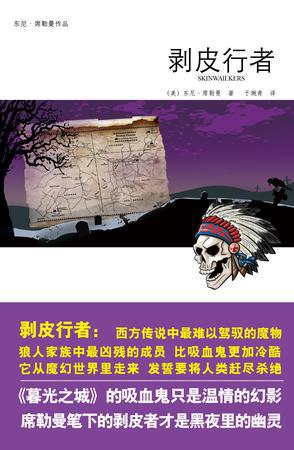 东尼·席勒曼作品
剥皮行者
SKINWAILKERS
(美) 东尼·席勒曼 著 于婉青 译
剥皮行者： 西方传说中最难以驾驭的魔物
狼人家族中最凶残的成员 比吸血鬼更加冷酷
它从魔幻世界里走来 发誓要将人类赶尽杀绝
《暮光之城》的吸血鬼只是温情的幻影
席勒曼笔下的剥皮者才是黑夜里的幽灵